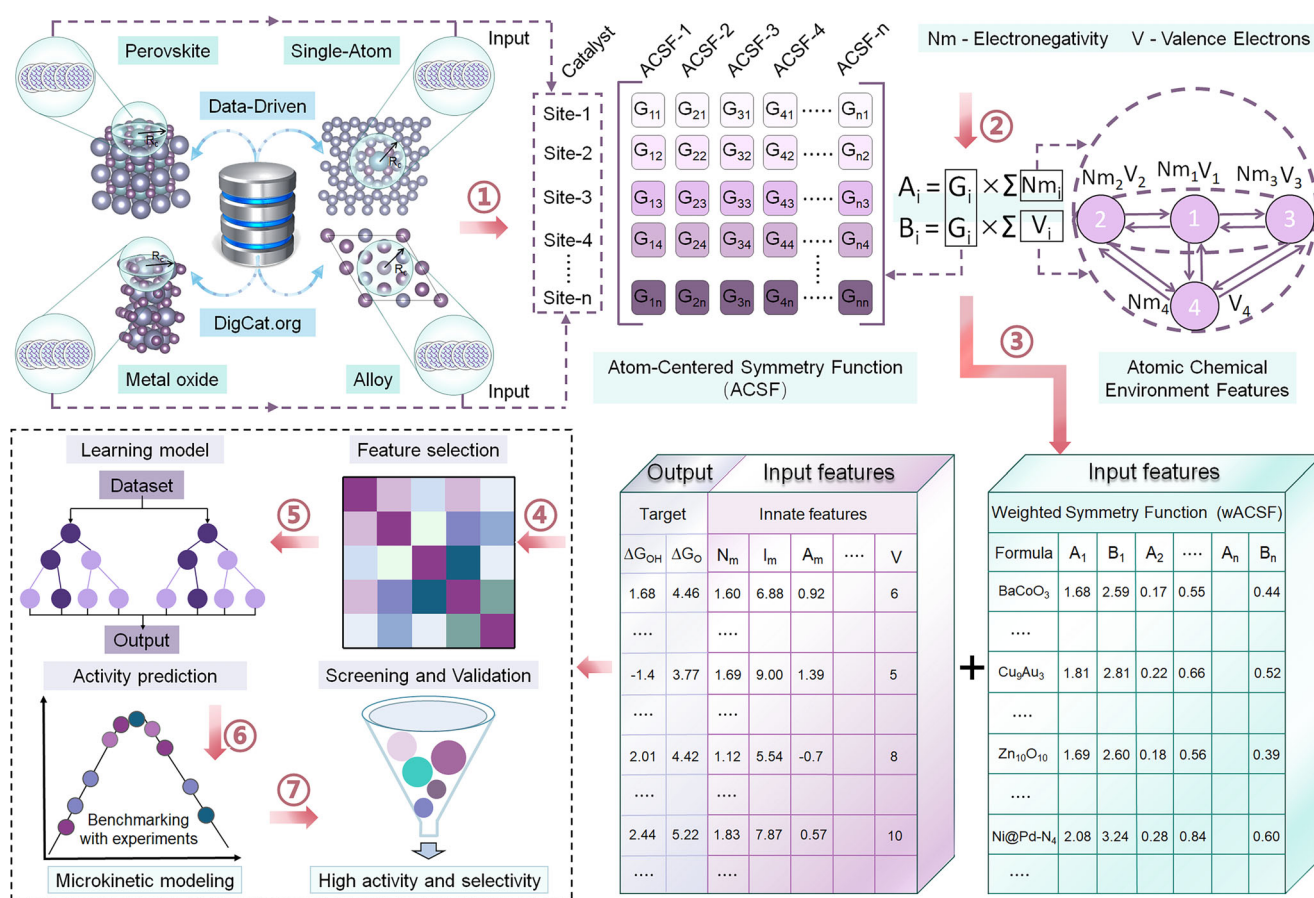 Perovskite
Single-Atom
Input
Data-Driven
R_c
R_c
R_c
R_c
DigCat.org
Metal oxide
Alloy
Input
①
Catalyst
ACSF-1 ACSF-2 ACSF-3 ACSF-4 ACSF-n
Site-1 G₁₁ G₂₁ G₃₁ G₄₁ ····· Gₙ₁
Site-2 G₁₂ G₂₂ G₃₂ G₄₂ ····· Gₙ₂
Site-3 G₁₃ G₂₃ G₃₃ G₄₃ ····· Gₙ₃
Site-4 G₁₄ G₂₄ G₃₄ G₄₄ ····· Gₙ₄
Site-n G₁ₙ G₂ₙ G₃ₙ G₄ₙ ····· Gₙₙ
Atom-Centered Symmetry Function
(ACSF)
Nm - Electronegativity V - Valence Electrons
②
Aᵢ = Gᵢ × Σ Nmᵢ
Bᵢ = Gᵢ × Σ Vᵢ
Nm₂V₂ Nm₁V₁ Nm₃V₃
2 1 3
Nm₄ 4 V₄
③
Atomic Chemical
Environment Features
Learning model
Dataset
Output
⑤
Feature selection
④
Activity prediction
⑥
Benchmarking
with experiments
Microkinetic modeling
⑦
Screening and Validation
High activity and selectivity
Output Input features
Target Innate features
ΔG_OH ΔG_O N_m I_m A_m ···· V
1.68 4.46 1.60 6.88 0.92 6
···· ····
-1.4 3.77 1.69 9.00 1.39 5
···· ····
2.01 4.42 1.12 5.54 -0.7 8
···· ····
2.44 5.22 1.83 7.87 0.57 10
···· ····
+
Input features
Weighted Symmetry Function (wACSF)
Formula A₁ B₁ A₂ ···· Aₙ Bₙ
BaCoO₃ 1.68 2.59 0.17 0.55 0.44
····
Cu₉Au₃ 1.81 2.81 0.22 0.66 0.52
····
Zn₁₀O₁₀ 1.69 2.60 0.18 0.56 0.39
····
Ni@Pd-N₄ 2.08 3.24 0.28 0.84 0.60
····